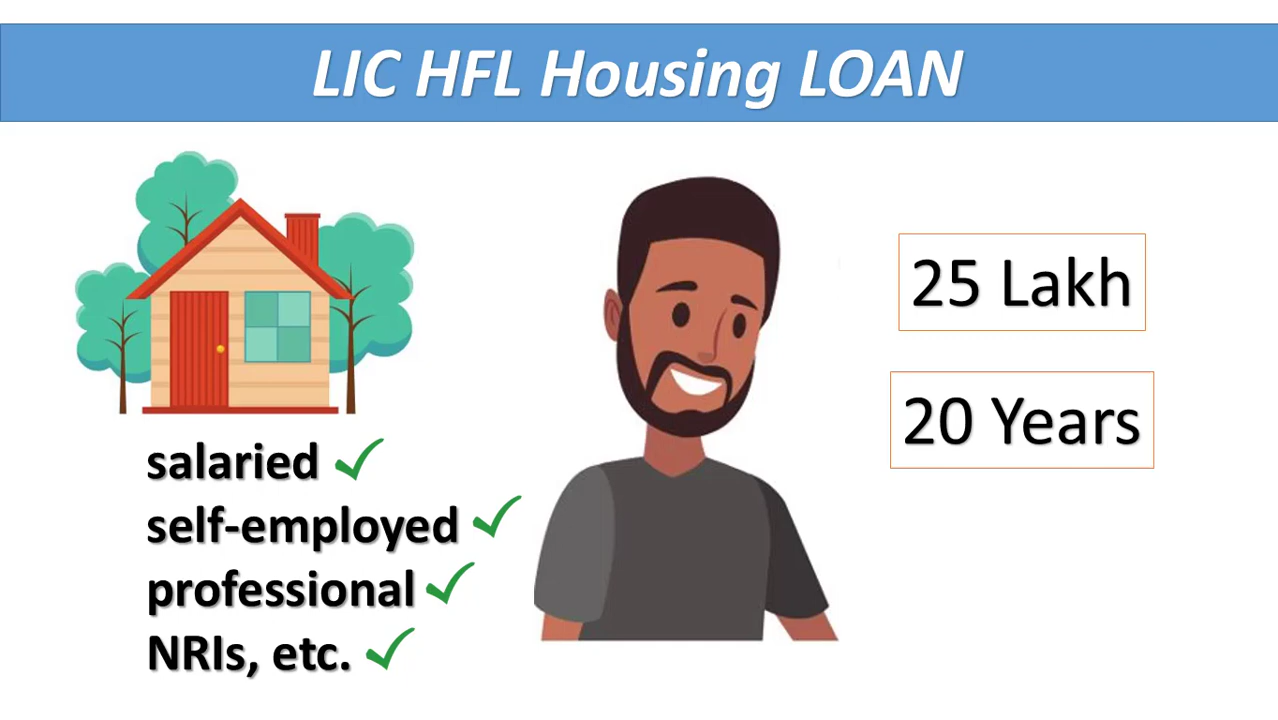 LIC HFL Housing LOAN
salaried
self-employed
professional
NRIs, etc.
25 Lakh
20 Years